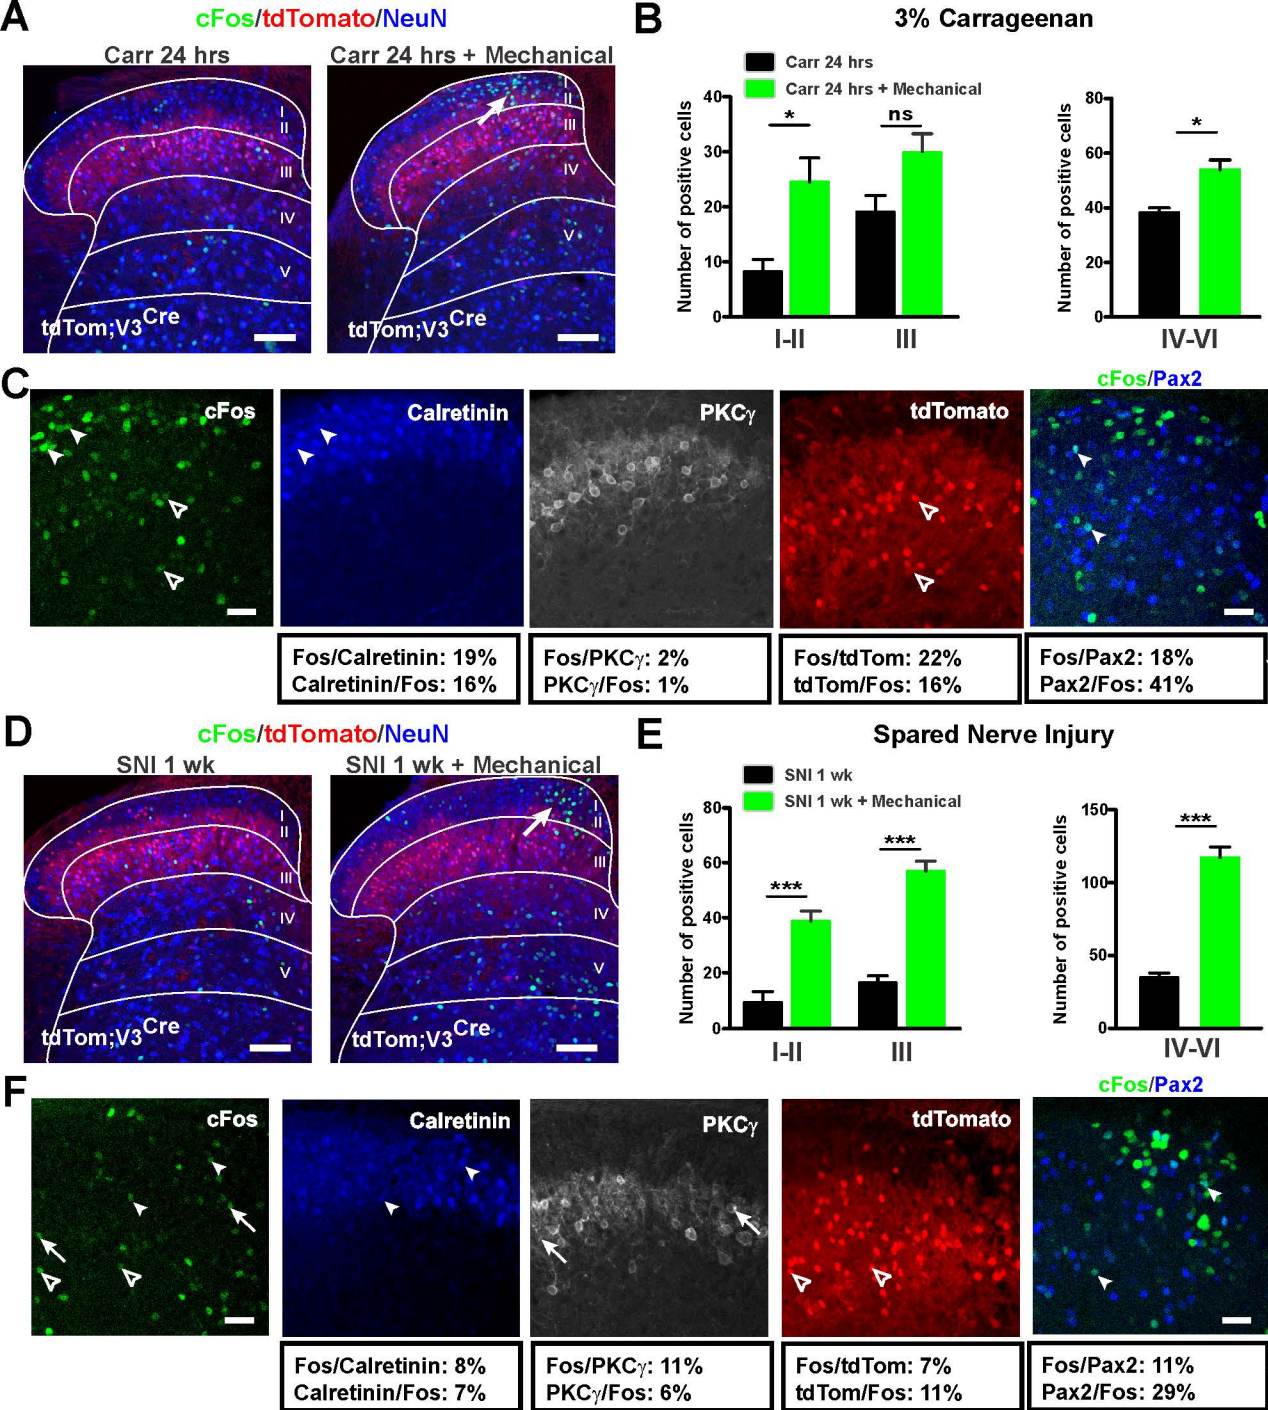 A
cFos/tdTomato/NeuN
Carr 24 hrs
Carr 24 hrs + Mechanical
I
II
III
IV
V
tdTom;V3Cre
I
II
III
IV
V
tdTom;V3Cre
B
3% Carrageenan
Carr 24 hrs
Carr 24 hrs + Mechanical
Number of positive cells
40
30
20
10
0
*
ns
I-II
III
Number of positive cells
80
60
40
20
0
*
IV-VI
C
cFos
Calretinin
PKCγ
tdTomato
cFos/Pax2
Fos/Calretinin: 19%
Calretinin/Fos: 16%
Fos/PKCγ: 2%
PKCγ/Fos: 1%
Fos/tdTom: 22%
tdTom/Fos: 16%
Fos/Pax2: 18%
Pax2/Fos: 41%
D
cFos/tdTomato/NeuN
SNI 1 wk
SNI 1 wk + Mechanical
I
II
III
IV
V
tdTom;V3Cre
I
II
III
IV
V
tdTom;V3Cre
E
Spared Nerve Injury
SNI 1 wk
SNI 1 wk + Mechanical
Number of positive cells
80
60
40
20
0
***
***
I-II
III
Number of positive cells
150
100
50
0
***
IV-VI
F
cFos
Calretinin
PKCγ
tdTomato
cFos/Pax2
Fos/Calretinin: 8%
Calretinin/Fos: 7%
Fos/PKCγ: 11%
PKCγ/Fos: 6%
Fos/tdTom: 7%
tdTom/Fos: 11%
Fos/Pax2: 11%
Pax2/Fos: 29%